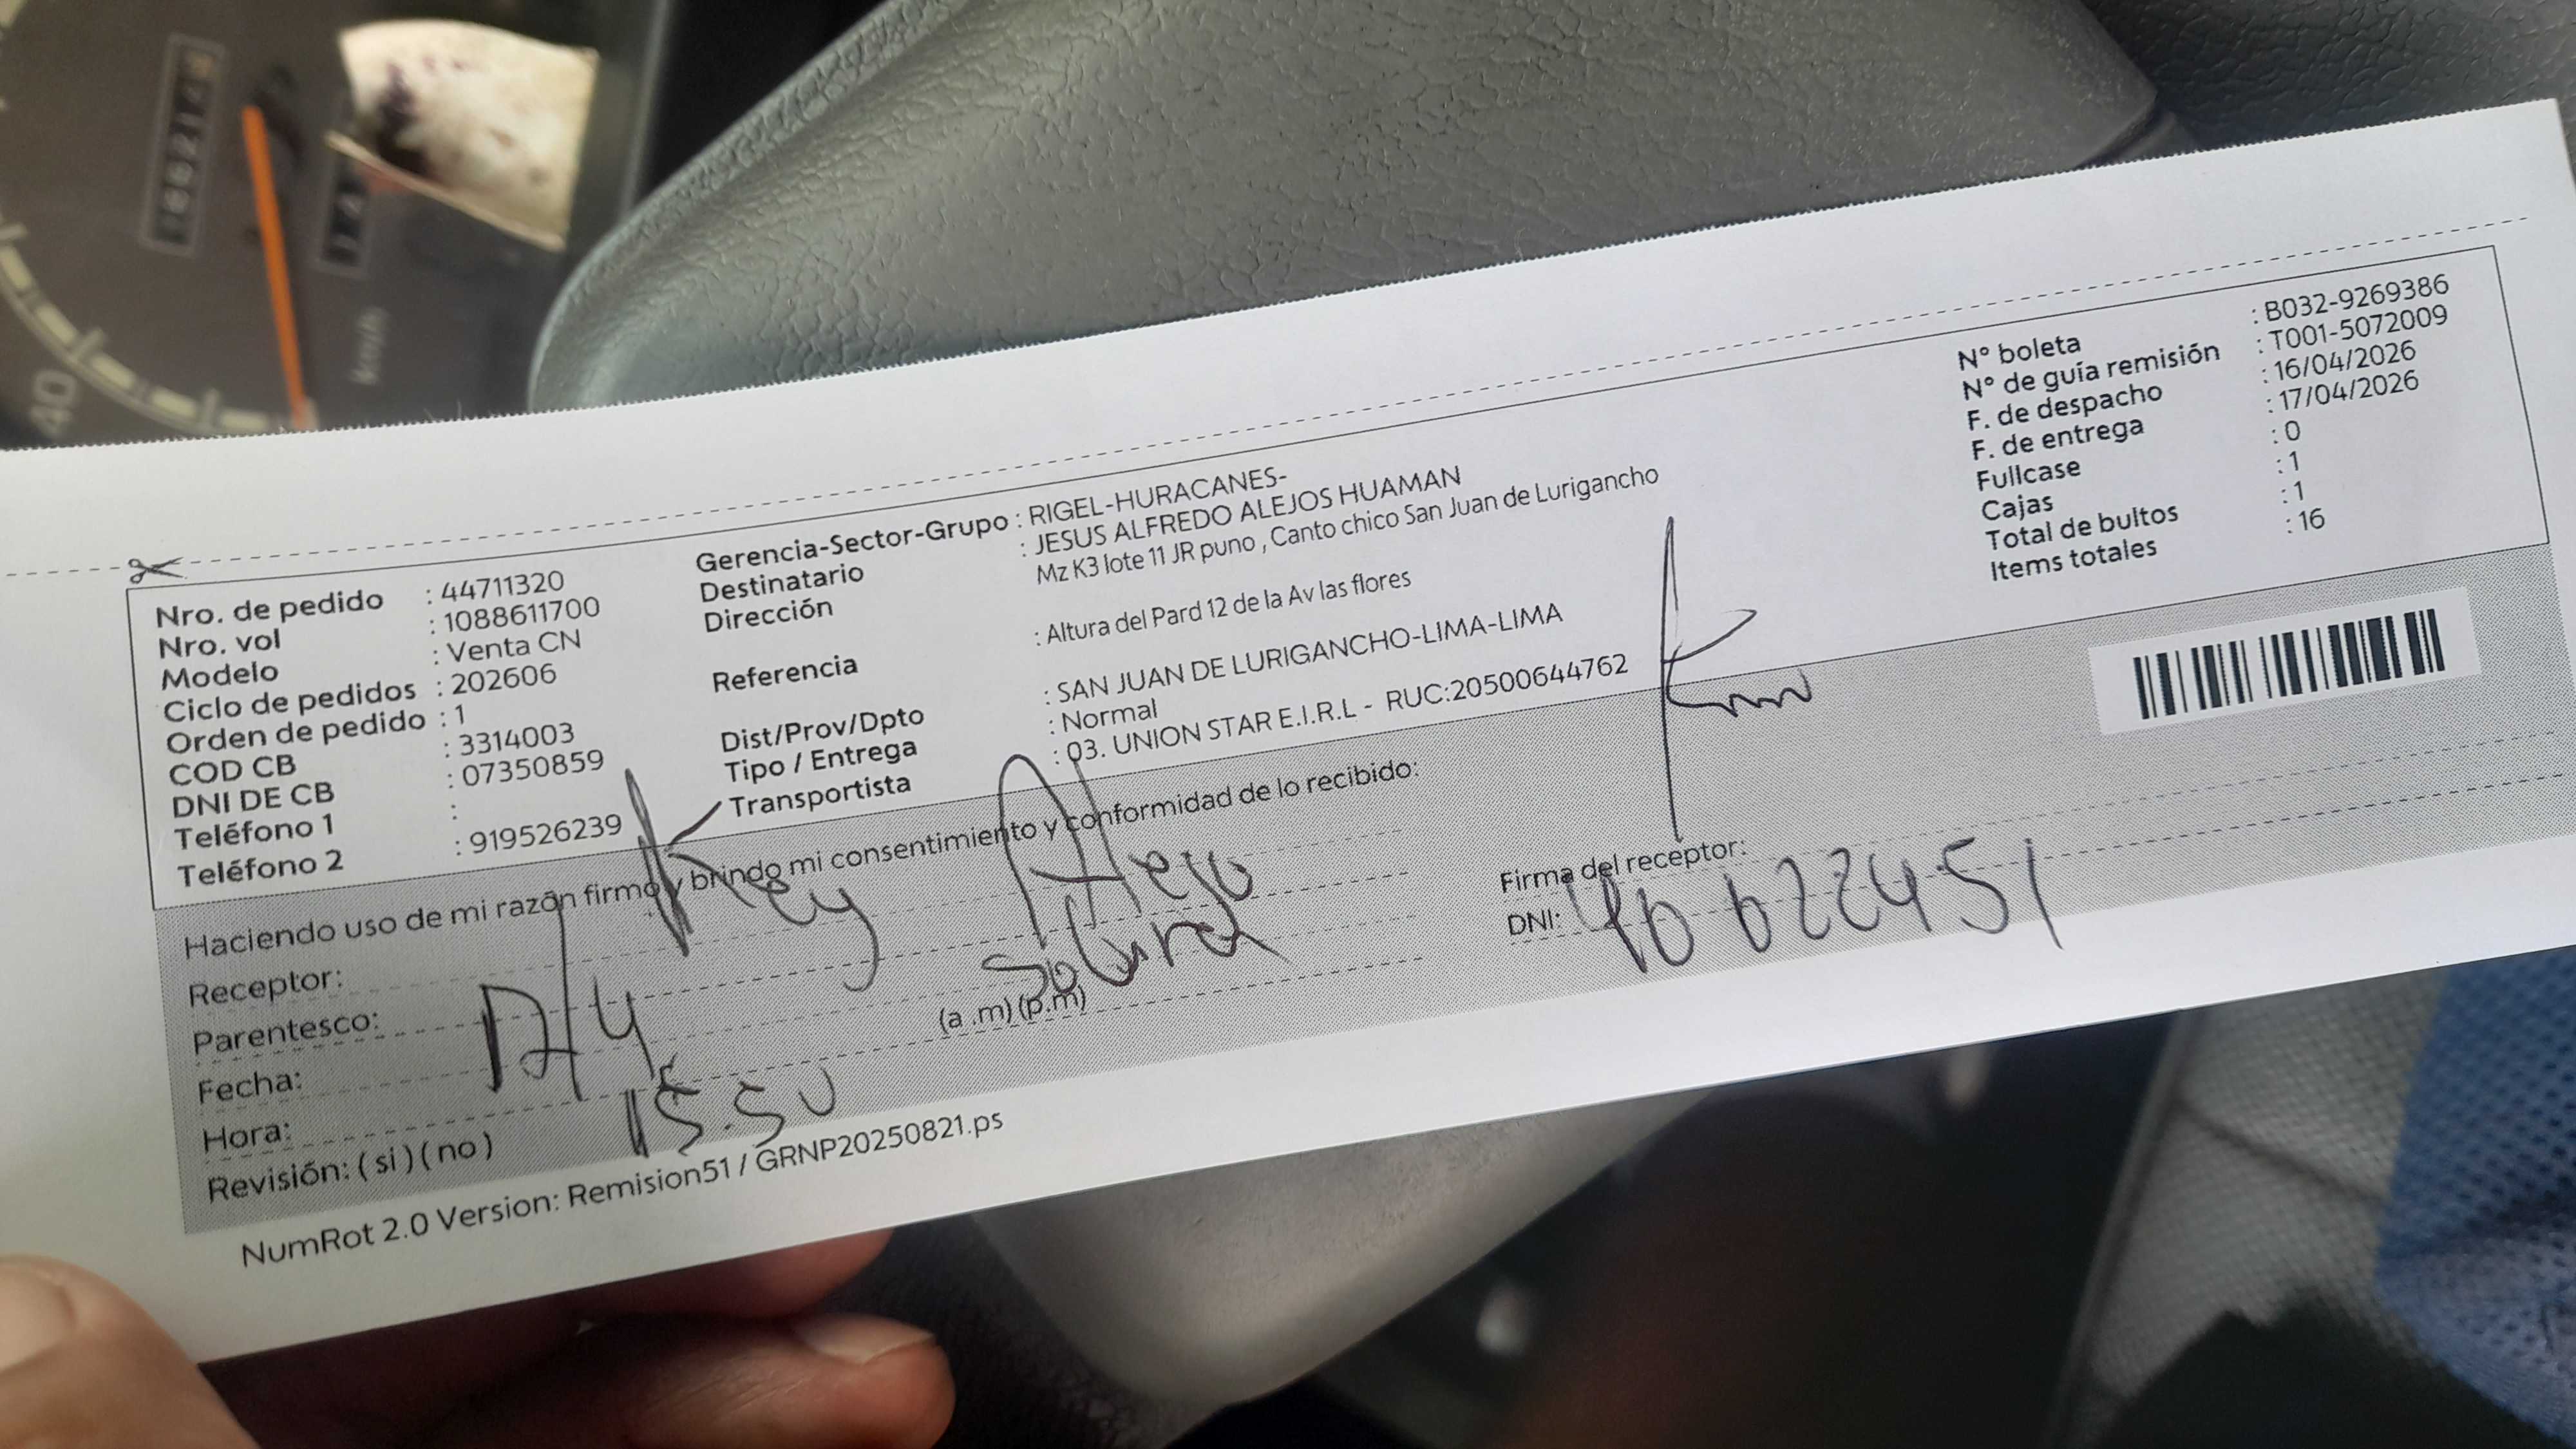 Nro. de pedido : 44711320
Nro. vol : 1088611700
Modelo : Venta CN
Ciclo de pedidos : 202606
Orden de pedido : 1
COD CB : 3314003
DNI DE CB : 07350859
Teléfono 1 :
Teléfono 2 : 919526239
Gerencia-Sector-Grupo : RIGEL-HURACANES-
Destinatario : JESUS ALFREDO ALEJOS HUAMAN
Dirección Mz K3 lote 11 JR puno , Canto chico San Juan de Lurigancho
Referencia : Altura del Pard 12 de la Av las flores
Dist/Prov/Dpto : SAN JUAN DE LURIGANCHO-LIMA-LIMA
Tipo / Entrega : Normal
Transportista : 03. UNION STAR E.I.R.L - RUC:20500644762
N° boleta : B032-9269386
N° de guía remisión : T001-5072009
F. de despacho : 16/04/2026
F. de entrega : 17/04/2026
Fullcase : 0
Cajas : 1
Total de bultos : 1
Items totales : 16
Haciendo uso de mi razón firmo y brindo mi consentimiento y conformidad de lo recibido:
Receptor: Alejo
Parentesco:
Fecha: 17/4
Hora: 15:50 (a .m) (p.m)
Revisión: ( si ) ( no )
Firma del receptor:
DNI: 40622451
NumRot 2.0 Version: Remision51 / GRNP20250821.ps
40
km/h